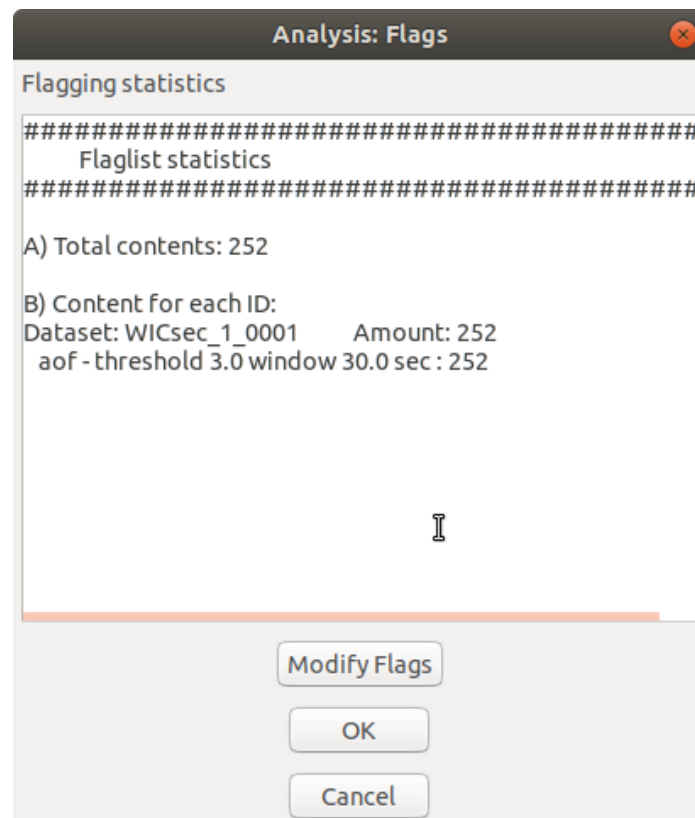 Analysis: Flags
Flagging statistics
########################################
Flaglist statistics
########################################
A) Total contents: 252
B) Content for each ID:
Dataset: WICsec_1_0001 Amount: 252
aof - threshold 3.0 window 30.0 sec : 252
Modify Flags
OK
Cancel